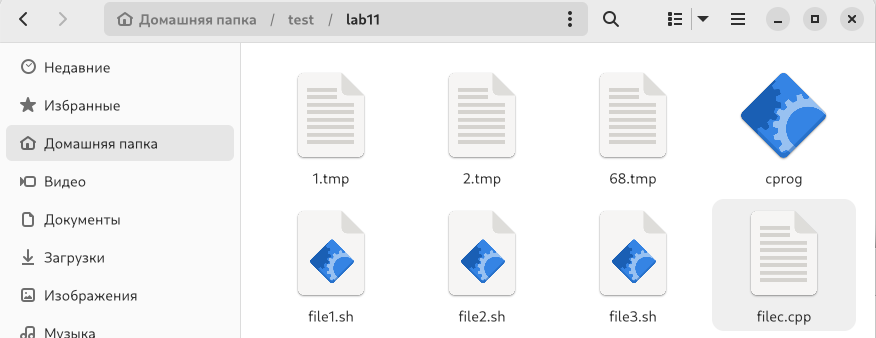 Домашняя папка / test / lab11
Недавние
Избранные
Домашняя папка
Видео
Документы
Загрузки
Изображения
Музыка
1.tmp
2.tmp
68.tmp
cprog
file1.sh
file2.sh
file3.sh
filec.cpp